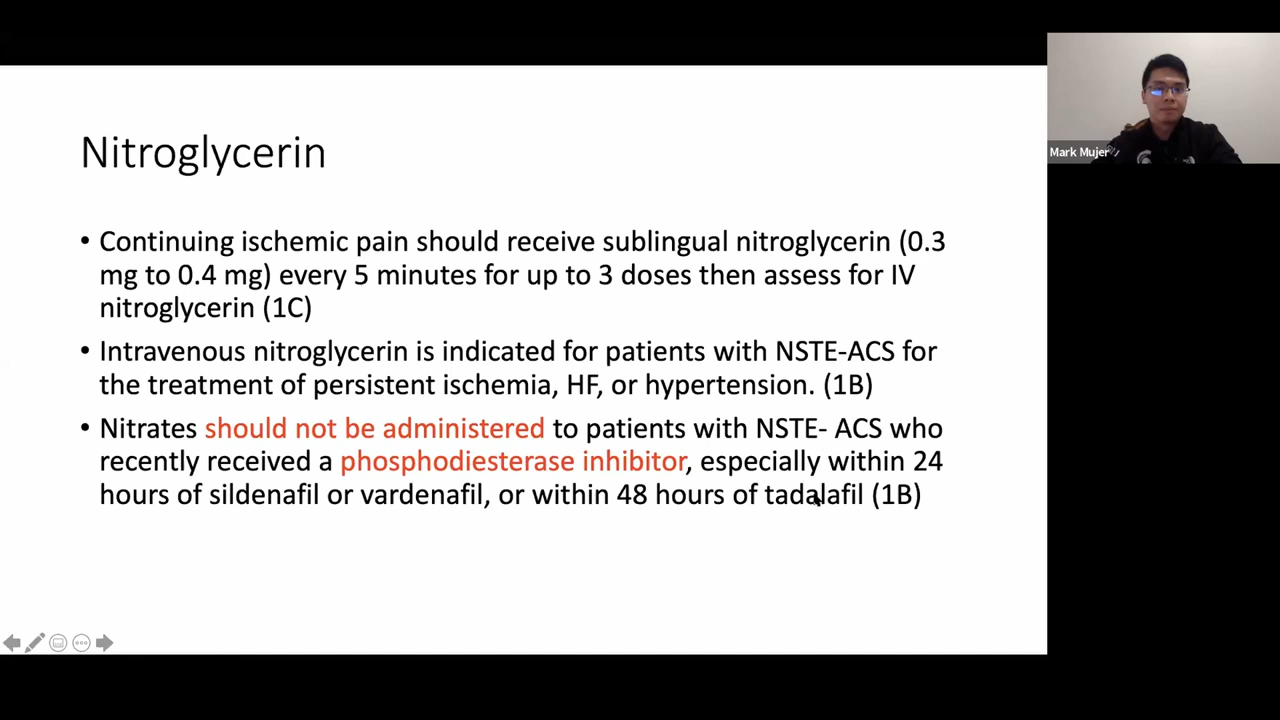 Nitroglycerin
• Continuing ischemic pain should receive sublingual nitroglycerin (0.3
mg to 0.4 mg) every 5 minutes for up to 3 doses then assess for IV
nitroglycerin (1C)
• Intravenous nitroglycerin is indicated for patients with NSTE-ACS for
the treatment of persistent ischemia, HF, or hypertension. (1B)
• Nitrates should not be administered to patients with NSTE- ACS who
recently received a phosphodiesterase inhibitor, especially within 24
hours of sildenafil or vardenafil, or within 48 hours of tadalafil (1B)
Mark Mujer